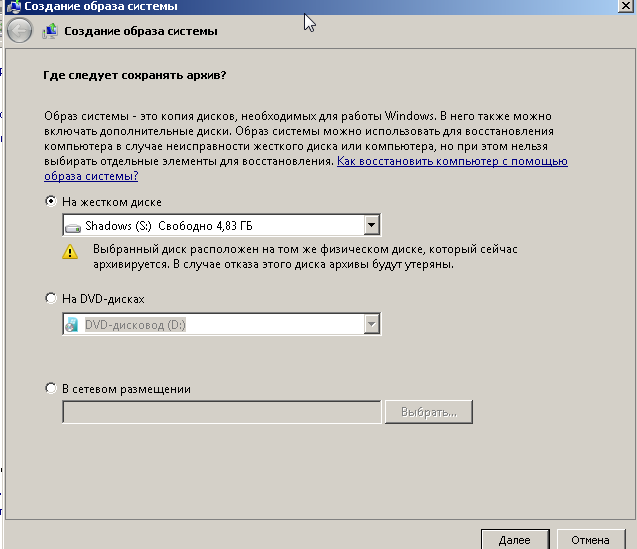 Создание образа системы
Создание образа системы
Где следует сохранять архив?
Образ системы - это копия дисков, необходимых для работы Windows. В него также можно
включать дополнительные диски. Образ системы можно использовать для восстановления
компьютера в случае неисправности жесткого диска или компьютера, но при этом нельзя
выбирать отдельные элементы для восстановления. Как восстановить компьютер с помощью
образа системы?
На жестком диске
Shadows (S:) Свободно 4,83 ГБ
Выбранный диск расположен на том же физическом диске, который сейчас
архивируется. В случае отказа этого диска архивы будут утеряны.
На DVD-дисках
DVD-дисковод (D:)
В сетевом размещении
Выбрать...
Далее
Отмена